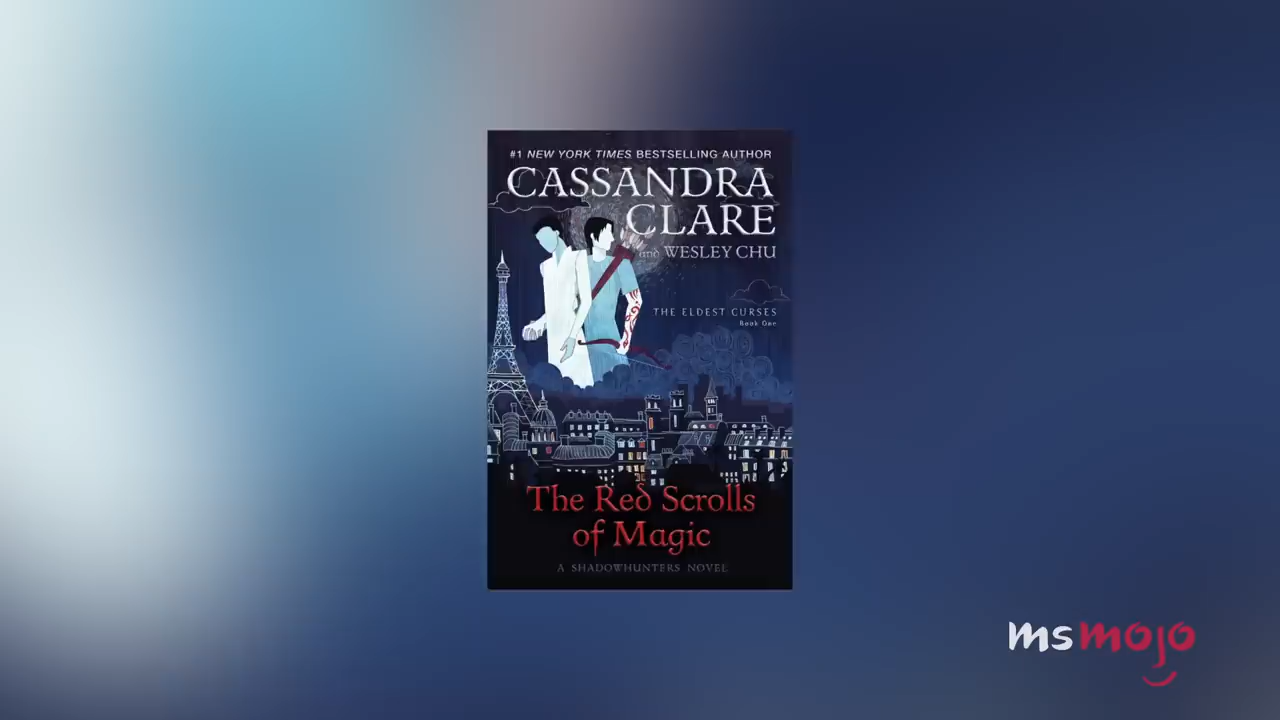 #1 NEW YORK TIMES BESTSELLING AUTHOR
CASSANDRA
CLARE
and WESLEY CHU
THE ELDEST CURSES
Book One
The Red Scrolls
of Magic
A SHADOWHUNTERS NOVEL
msmojo